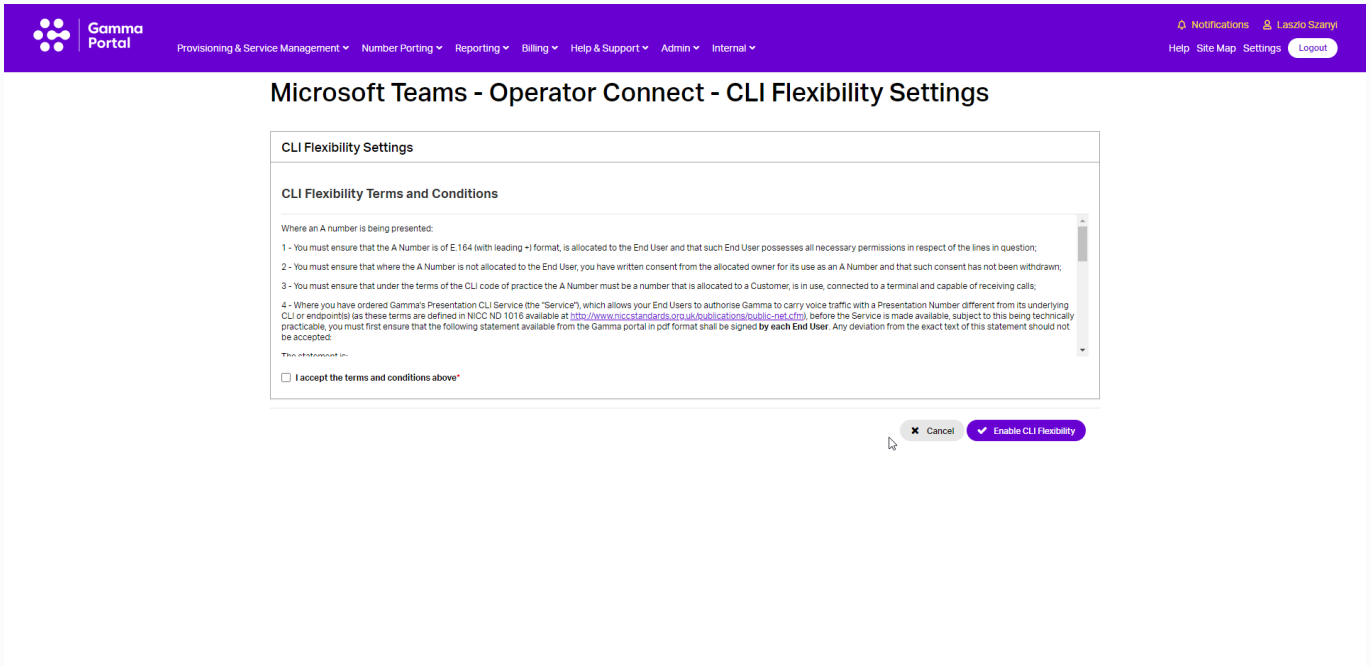 Gamma
Portal
Provisioning & Service Management
Number Porting
Reporting
Billing
Help & Support
Admin
Internal
Notifications
Laszlo Szanyi
Help
Site Map
Settings
Logout
Microsoft Teams - Operator Connect - CLI Flexibility Settings
CLI Flexibility Settings
CLI Flexibility Terms and Conditions
Where an A number is being presented:
1 - You must ensure that the A Number is of E.164 (with leading +) format, is allocated to the End User and that such End User possesses all necessary permissions in respect of the lines in question;
2 - You must ensure that where the A Number is not allocated to the End User, you have written consent from the allocated owner for its use as an A Number and that such consent has not been withdrawn;
3 - You must ensure that under the terms of the CLI code of practice the A Number must be a number that is allocated to a Customer, is in use, connected to a terminal and capable of receiving calls;
4 - Where you have ordered Gamma's Presentation CLI Service (the "Service"), which allows your End Users to authorise Gamma to carry voice traffic with a Presentation Number different from its underlying
CLI or endpoint(s) (as these terms are defined in NICC ND 1016 available at http://www.niccstandards.org.uk/publications/public-net.cfm), before the Service is made available, subject to this being technically
practicable, you must first ensure that the following statement available from the Gamma portal in pdf format shall be signed by each End User. Any deviation from the exact text of this statement should not
be accepted:
The statement is:
I accept the terms and conditions above*
Cancel
Enable CLI Flexibility